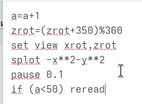 a=a+1
zrot=(zrot+350)%360
set view xrot,zrot
splot -x**2-y**2
pause 0.1
if (a<50) reread